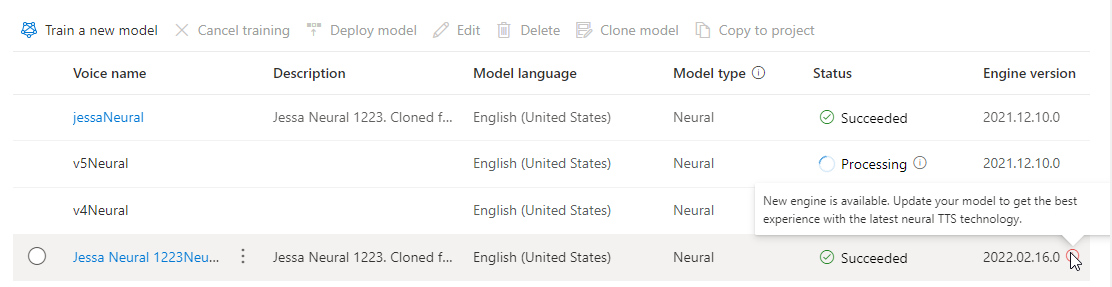 Train a new model Cancel training Deploy model Edit Delete Clone model Copy to project
Voice name Description Model language Model type Status Engine version
jessaNeural Jessa Neural 1223. Cloned f... English (United States) Neural Succeeded 2021.12.10.0
v5Neural English (United States) Neural Processing 2021.12.10.0
v4Neural English (United States) Neural
New engine is available. Update your model to get the best
experience with the latest neural TTS technology.
Jessa Neural 1223Neu... Jessa Neural 1223. Cloned f... English (United States) Neural Succeeded 2022.02.16.0